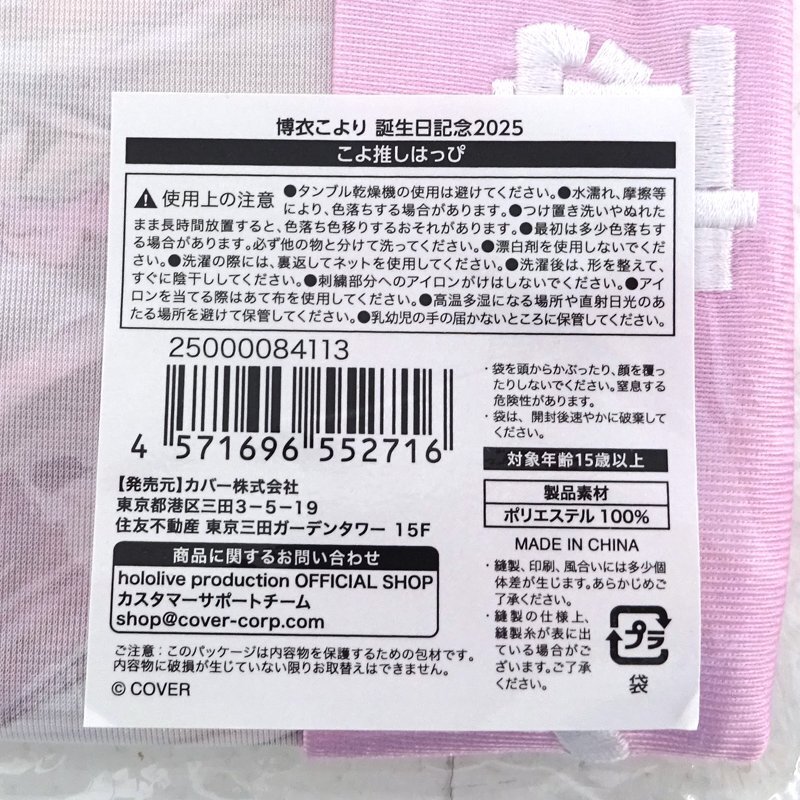 博衣こより 誕生日記念2025
こよ推しはっぴ
⚠使用上の注意 ●タンブル乾燥機の使用は避けてください。●水濡れ、摩擦等
により、色落ちする場合があります。●つけ置き洗いやぬれた
まま長時間放置すると、色落ち色移りするおそれがあります。●最初は多少色落ちす
る場合があります。必ず他の物と分けて洗ってください。●漂白剤を使用しないでくだ
さい。●洗濯の際には、裏返してネットを使用してください。●洗濯後は、形を整えて、
すぐに陰干ししてください。●刺繍部分へのアイロンがけはしないでください。●アイ
ロンを当てる際はあて布を使用してください。●高温多湿になる場所や直射日光のあ
たる場所を避けて保管してください。●乳幼児の手の届かないところに保管してください。
25000084113
4 571696 552716
【発売元】カバー株式会社
東京都港区三田3-5-19
住友不動産 東京三田ガーデンタワー 15F
商品に関するお問い合わせ
hololive production OFFICIAL SHOP
カスタマーサポートチーム
shop@cover-corp.com
ご注意：このパッケージは内容物を保護するための包材です。
内容物に破損が生じていない限りお取替えはできません。
© COVER
・袋を頭からかぶったり、顔を覆っ
たりしないでください。窒息する
危険性があります。
・袋は、開封後速やかに破棄して
ください。
対象年齢15歳以上
製品素材
ポリエステル 100%
MADE IN CHINA
・縫製、印刷、風合いには多少個
体差が生じます。あらかじめご
了承ください。
・縫製の仕様上、
縫製糸が表に出
ている場合がご
ざいます。ご了承
ください。
プラ
袋